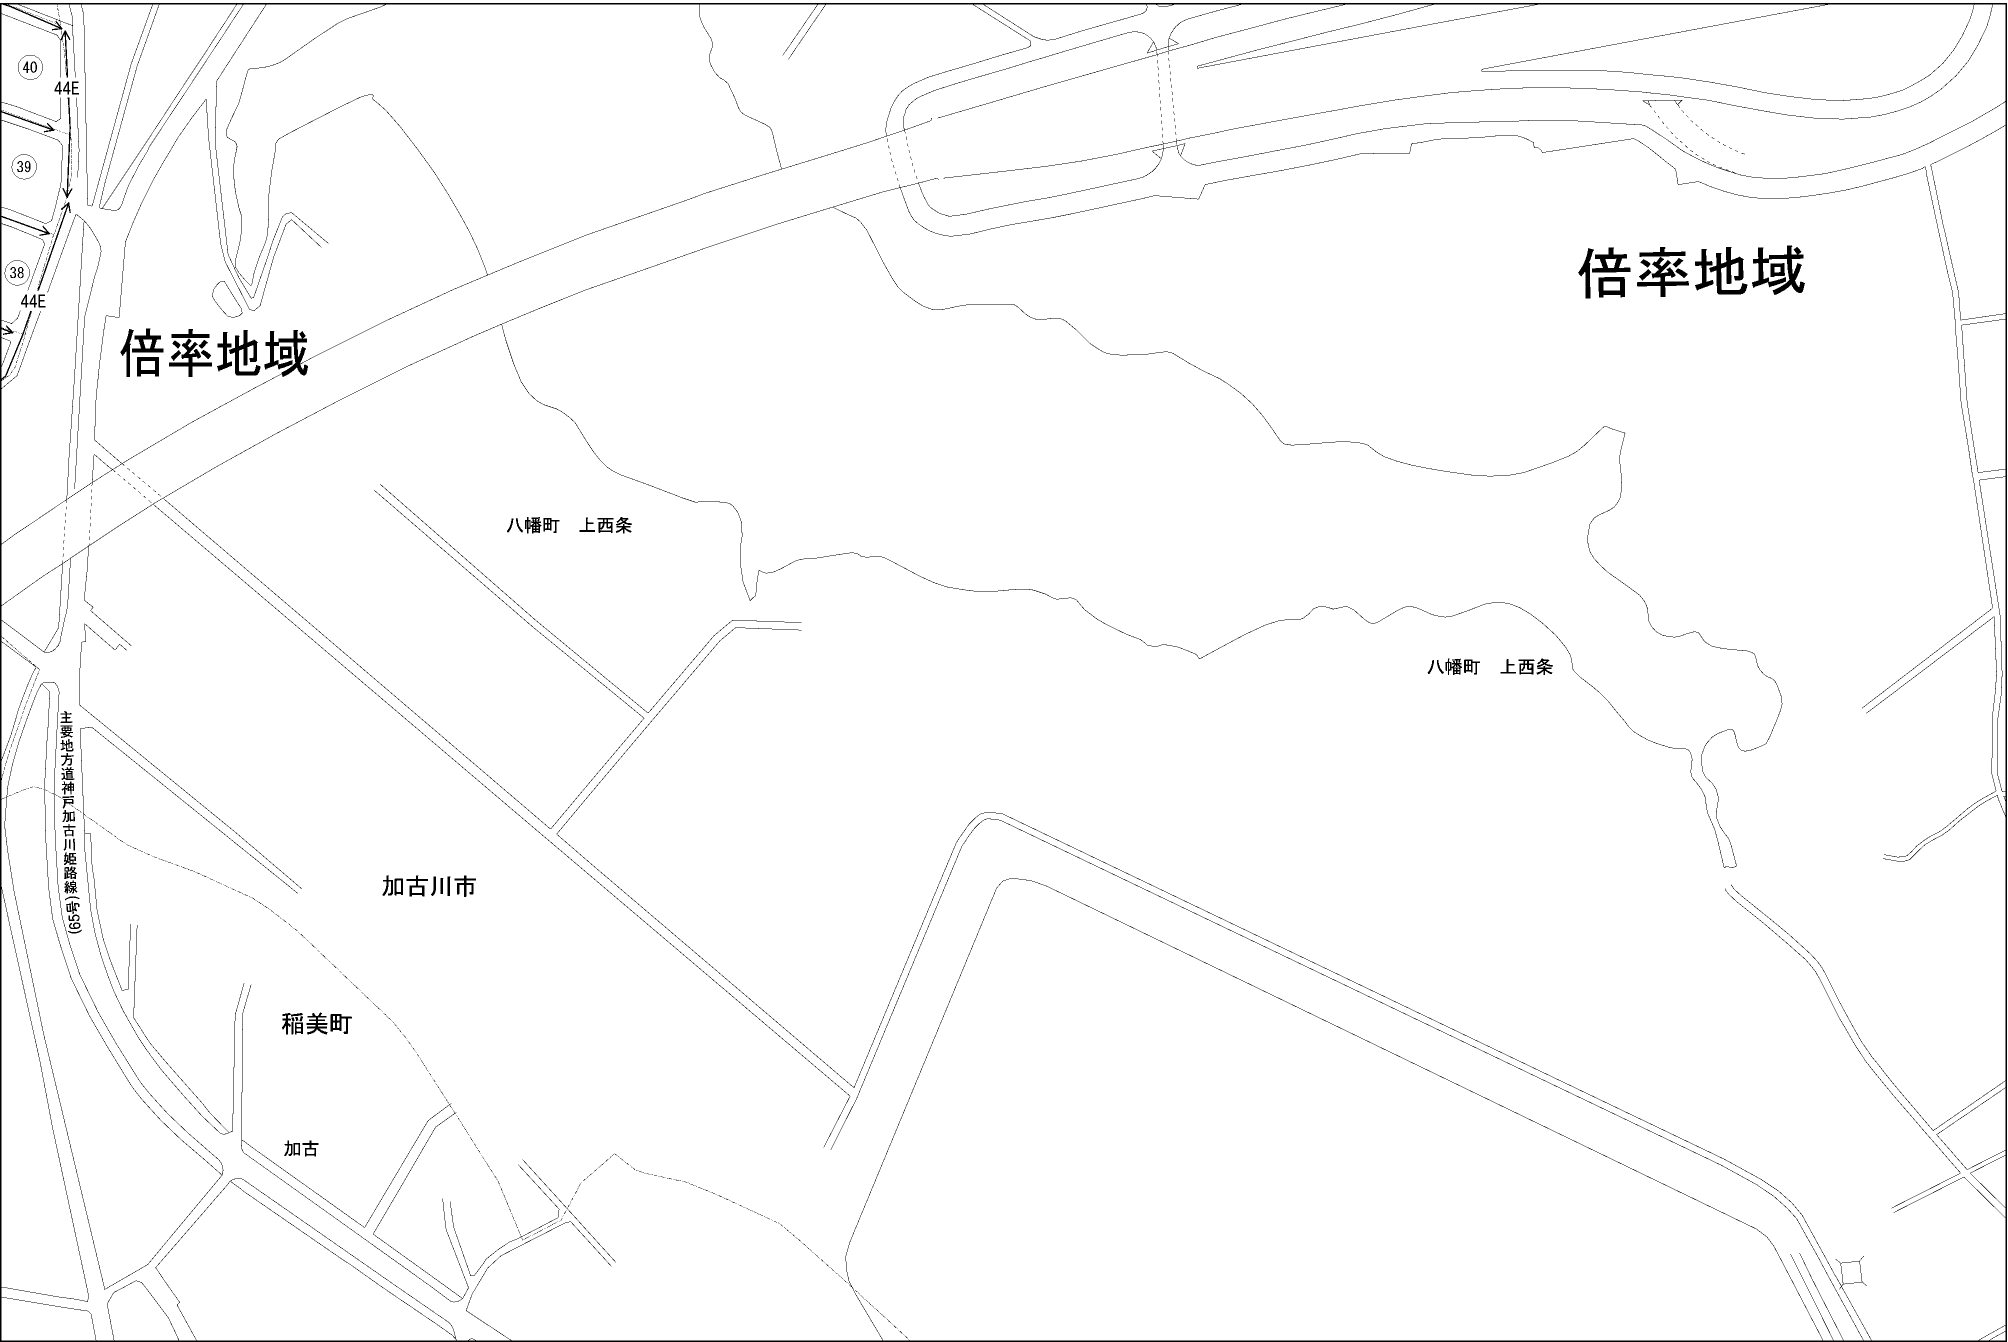 40
44E
39
38
44E
倍率地域
倍率地域
八幡町　上西条
八幡町　上西条
主要地方道神戸加古川姫路線(65号)
加古川市
稲美町
加古